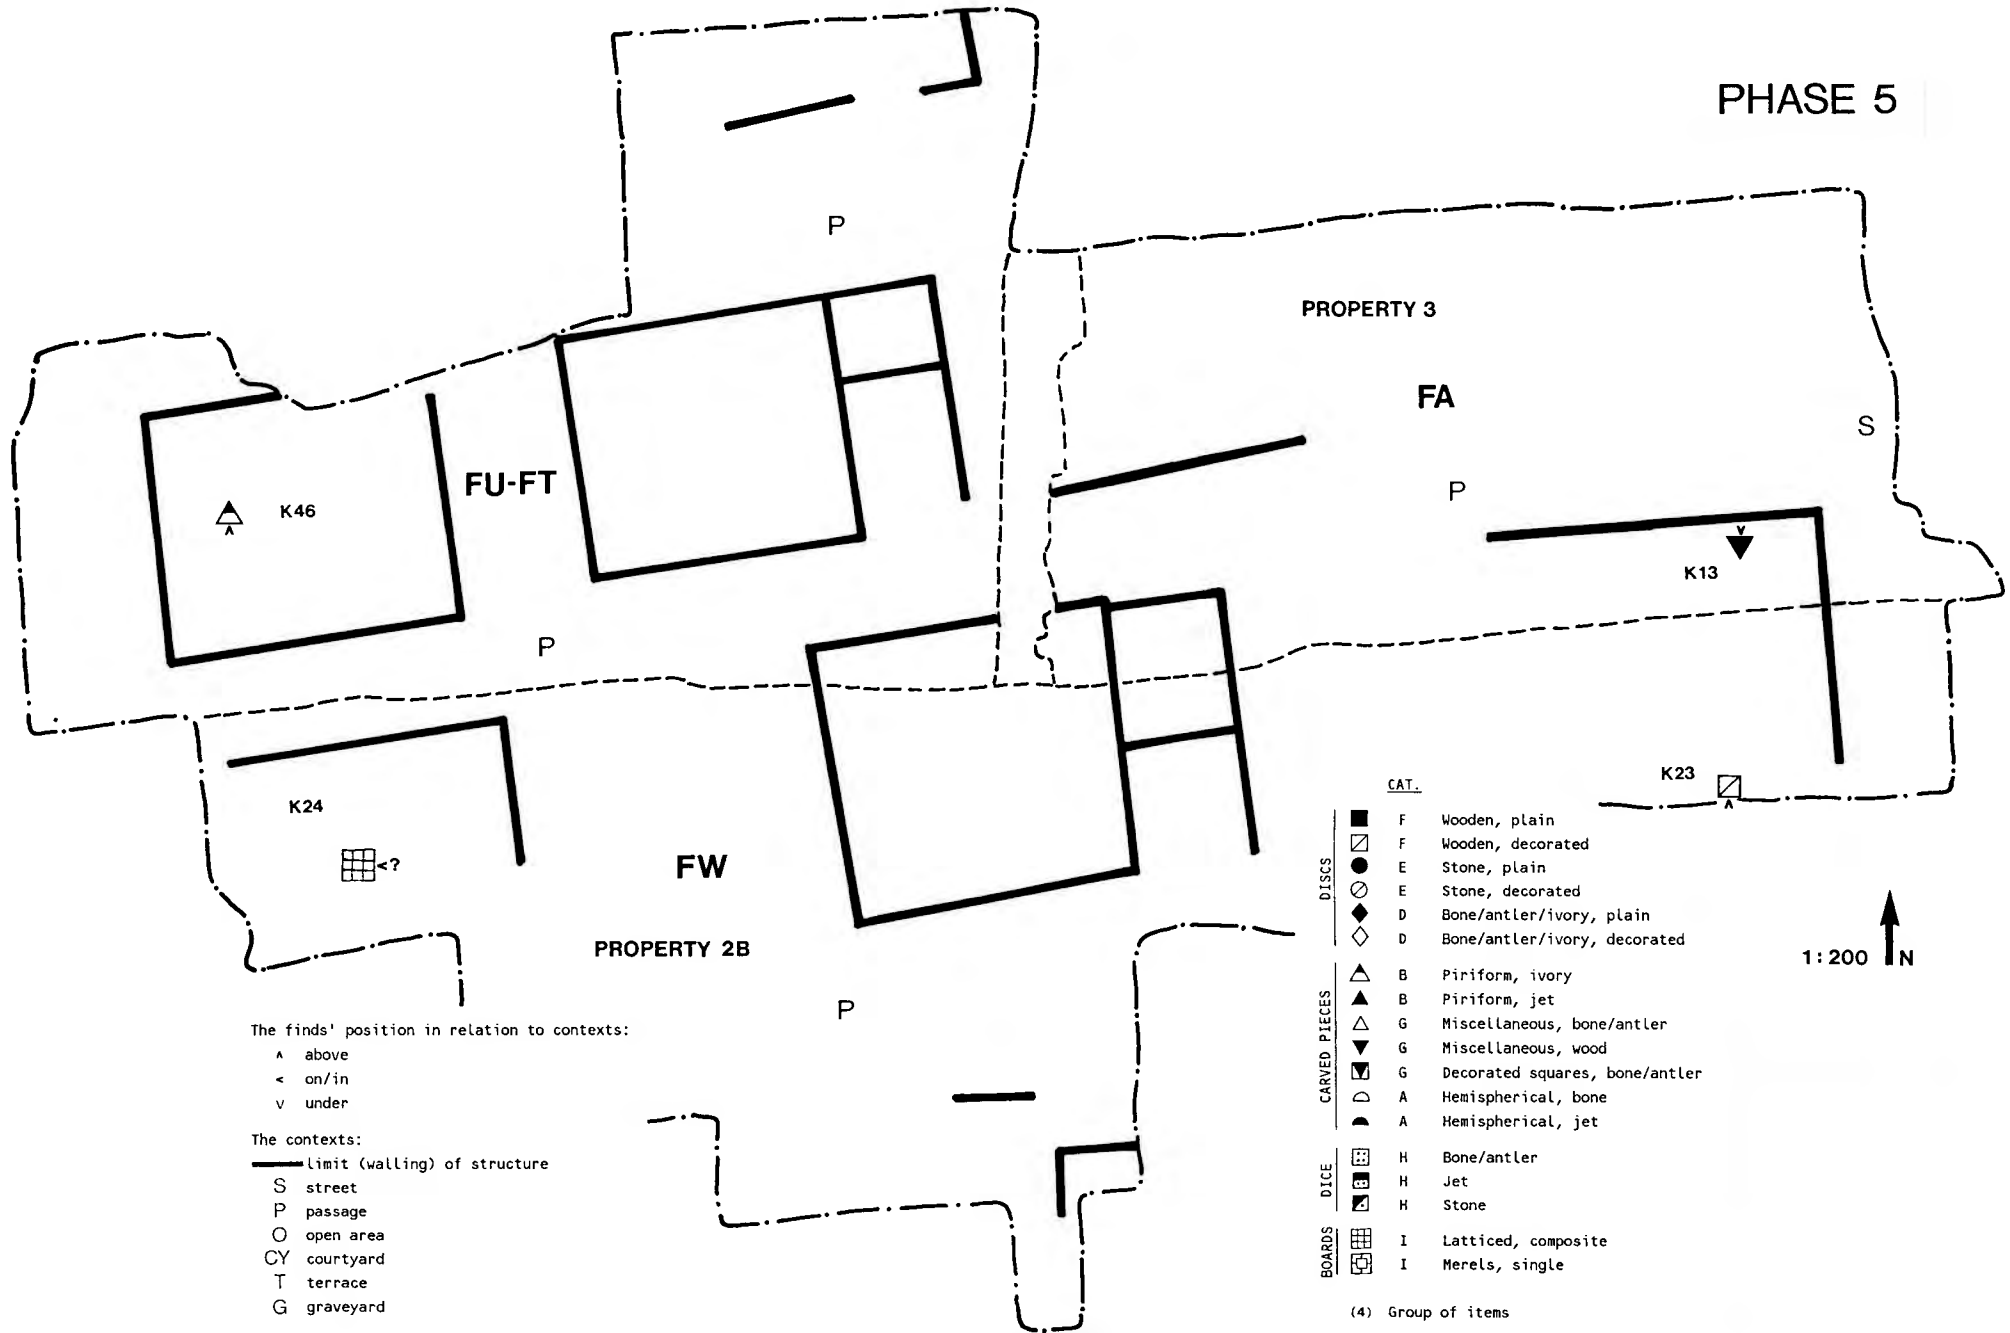 PHASE 5
P
PROPERTY 3
FA
S
FU-FT
P
K46
^
v
K13
P
K23
^
K24
<?
FW
PROPERTY 2B
P
1:200 N
The finds' position in relation to contexts:
^ above
< on/in
v under
The contexts:
limit (walling) of structure
S street
P passage
O open area
CY courtyard
T terrace
G graveyard
CAT.
DISCS
F Wooden, plain
F Wooden, decorated
E Stone, plain
E Stone, decorated
D Bone/antler/ivory, plain
D Bone/antler/ivory, decorated
CARVED PIECES
B Piriform, ivory
B Piriform, jet
G Miscellaneous, bone/antler
G Miscellaneous, wood
G Decorated squares, bone/antler
A Hemispherical, bone
A Hemispherical, jet
DICE
H Bone/antler
H Jet
H Stone
BOARDS
I Latticed, composite
I Merels, single
(4) Group of items